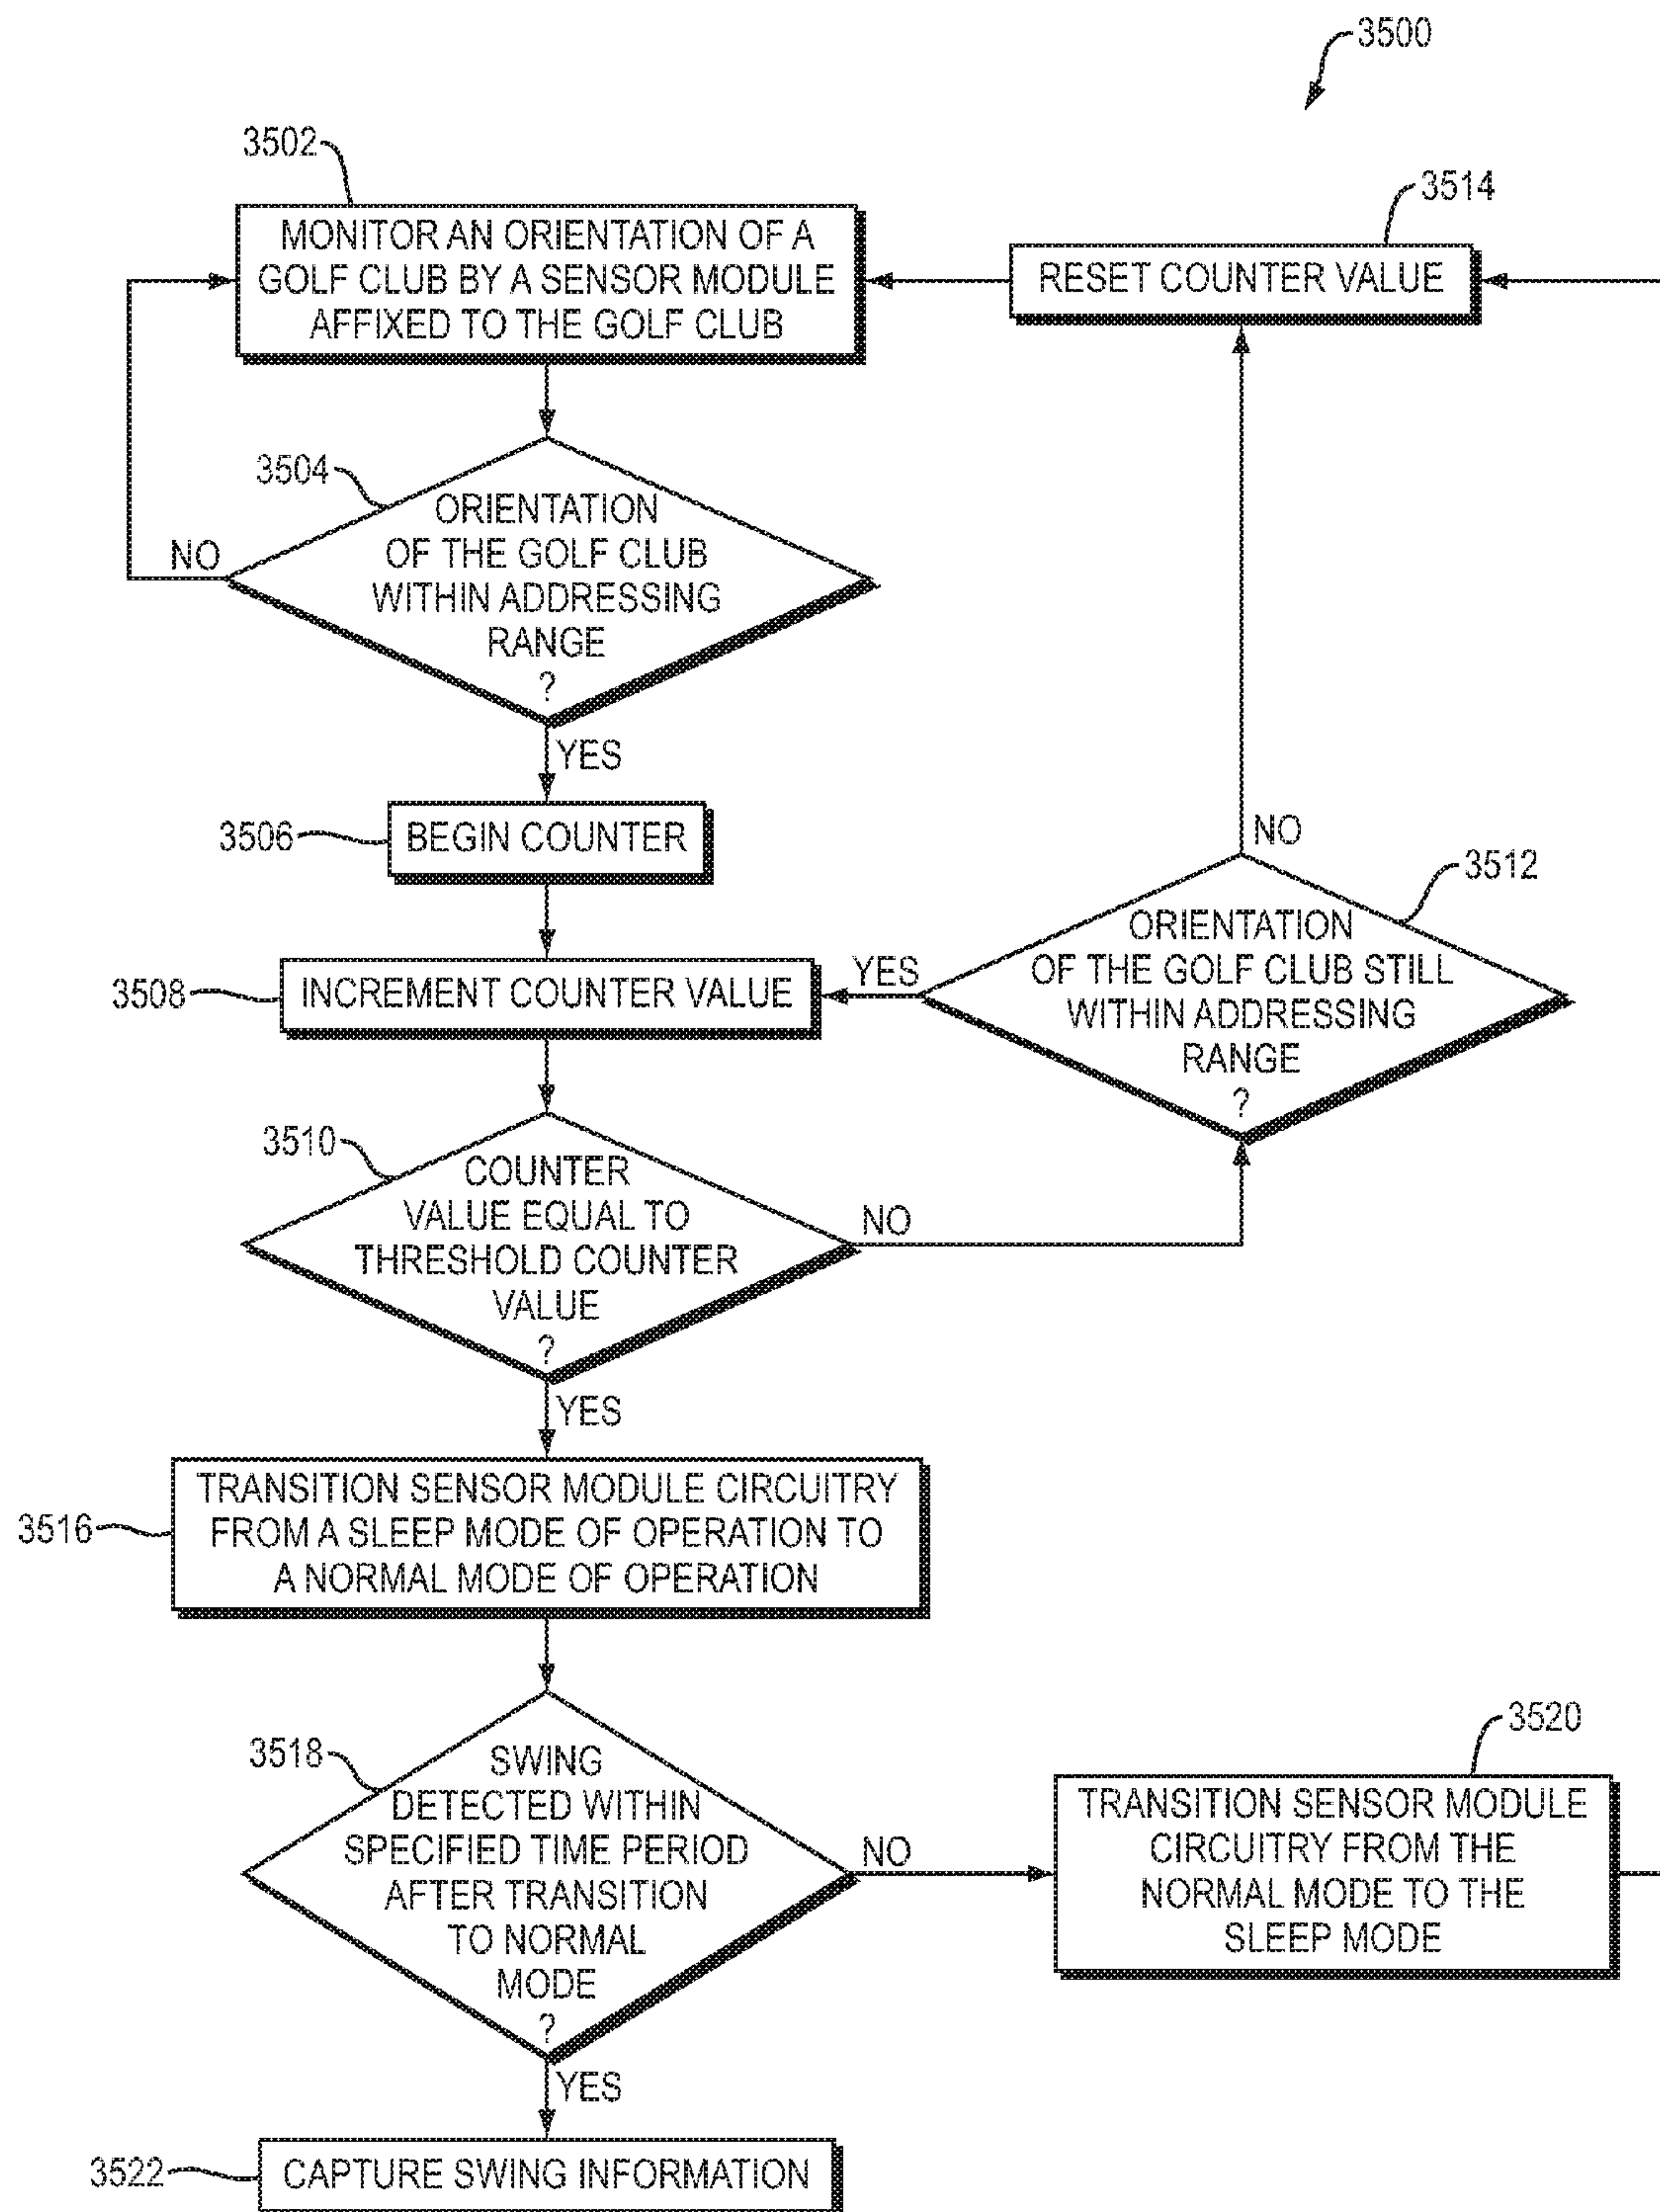 3500
3502
MONITOR AN ORIENTATION OF A
GOLF CLUB BY A SENSOR MODULE
AFFIXED TO THE GOLF CLUB
3514
RESET COUNTER VALUE
3504
ORIENTATION
OF THE GOLF CLUB
WITHIN ADDRESSING
RANGE
?
NO
YES
3506
BEGIN COUNTER
3508
INCREMENT COUNTER VALUE
3512
ORIENTATION
OF THE GOLF CLUB STILL
WITHIN ADDRESSING
RANGE
?
NO
YES
3510
COUNTER
VALUE EQUAL TO
THRESHOLD COUNTER
VALUE
?
NO
YES
3516
TRANSITION SENSOR MODULE CIRCUITRY
FROM A SLEEP MODE OF OPERATION TO
A NORMAL MODE OF OPERATION
3518
SWING
DETECTED WITHIN
SPECIFIED TIME PERIOD
AFTER TRANSITION
TO NORMAL
MODE
?
NO
YES
3520
TRANSITION SENSOR MODULE
CIRCUITRY FROM THE
NORMAL MODE TO THE
SLEEP MODE
3522
CAPTURE SWING INFORMATION